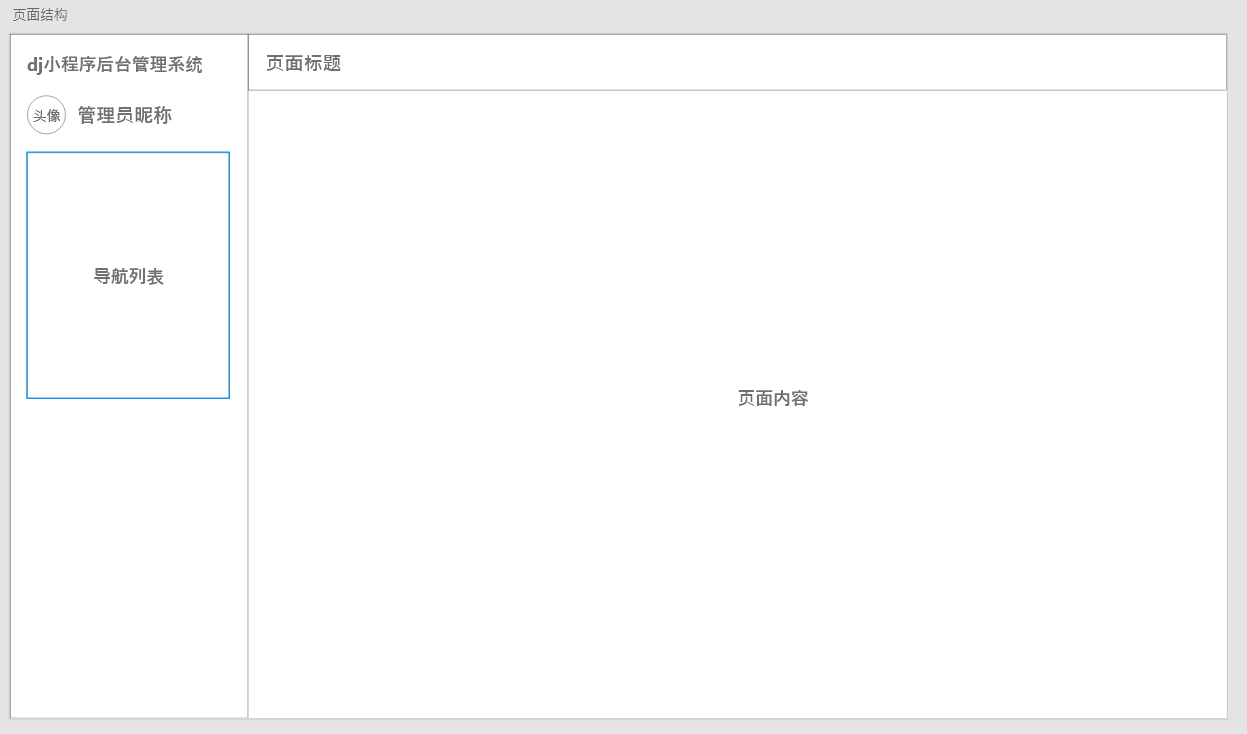 页面结构
dj小程序后台管理系统
头像
管理员昵称
导航列表
页面标题
页面内容